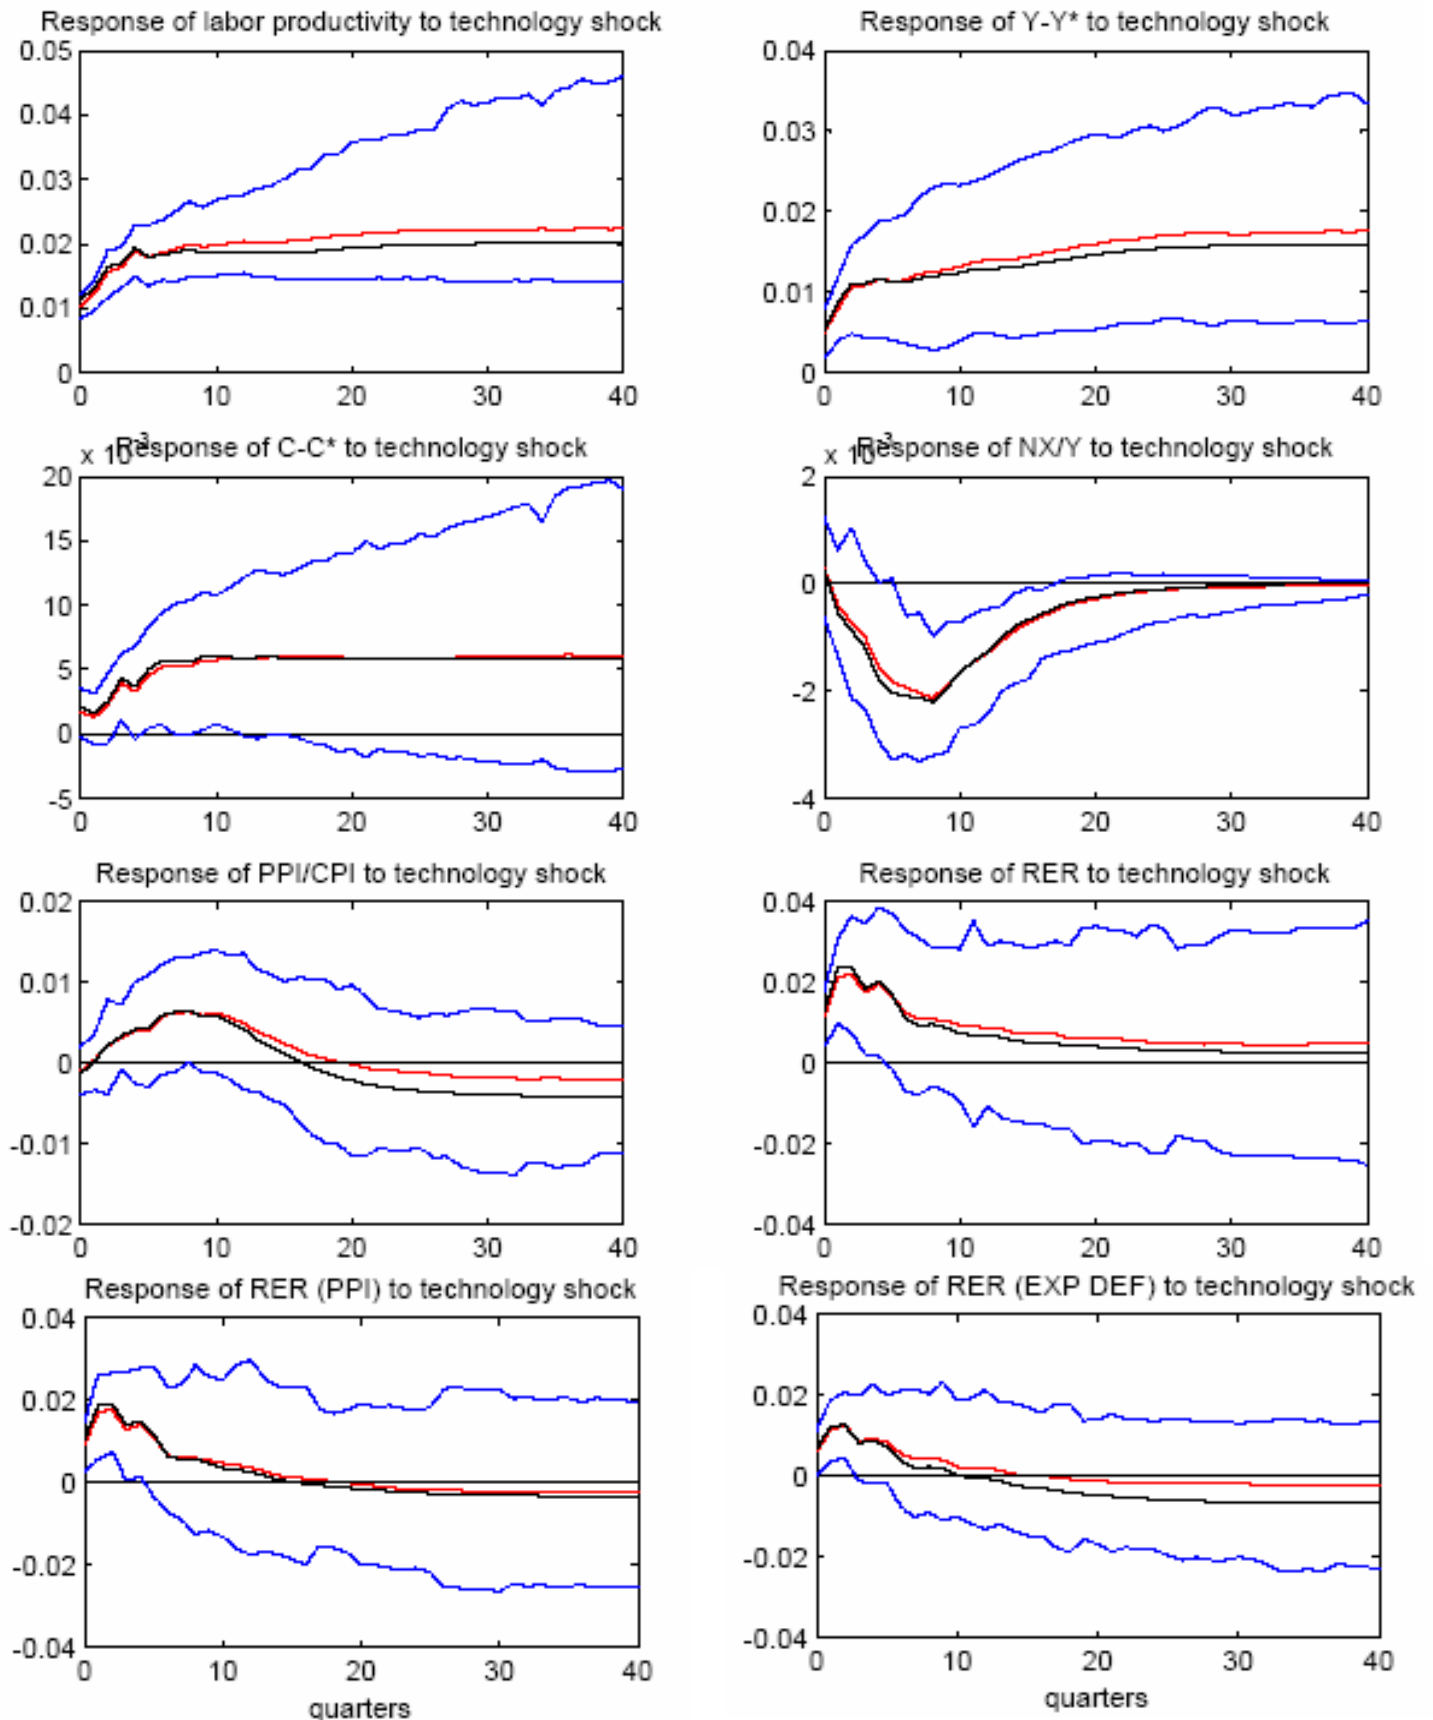 Response of labor productivity to technology shock
0.05
0.04
0.03
0.02
0.01
0
0 10 20 30 40
Response of Y-Y* to technology shock
0.04
0.03
0.02
0.01
0
0 10 20 30 40
Response of C-C* to technology shock
x 10-3
20
15
10
5
0
-5
0 10 20 30 40
Response of NX/Y to technology shock
x 10-3
2
0
-2
-4
0 10 20 30 40
Response of PPI/CPI to technology shock
0.02
0.01
0
-0.01
-0.02
0 10 20 30 40
Response of RER to technology shock
0.04
0.02
0
-0.02
-0.04
0 10 20 30 40
Response of RER (PPI) to technology shock
0.04
0.02
0
-0.02
-0.04
0 10 20 30 40
quarters
Response of RER (EXP DEF) to technology shock
0.04
0.02
0
-0.02
-0.04
0 10 20 30 40
quarters